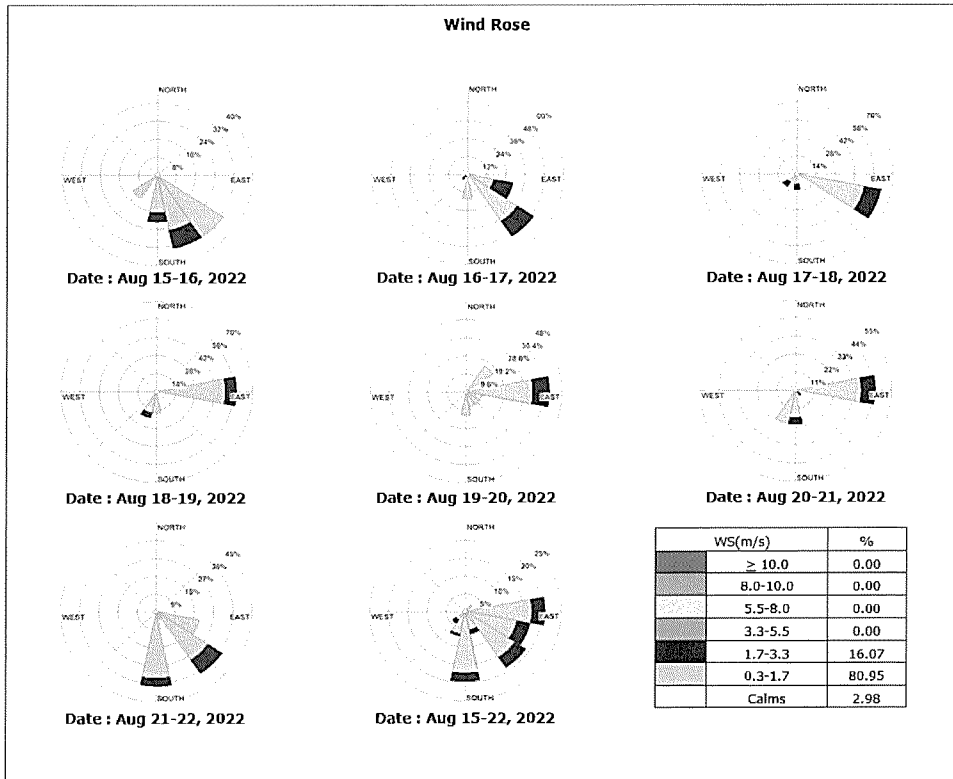 Wind Rose
NORTH
40%
32%
24%
16%
8%
WEST
EAST
SOUTH
Date : Aug 15-16, 2022
NORTH
60%
48%
36%
24%
12%
WEST
EAST
SOUTH
Date : Aug 16-17, 2022
NORTH
70%
56%
42%
28%
14%
WEST
EAST
SOUTH
Date : Aug 17-18, 2022
NORTH
70%
56%
42%
28%
14%
WEST
EAST
SOUTH
Date : Aug 18-19, 2022
NORTH
48%
38.4%
28.8%
19.2%
9.6%
WEST
EAST
SOUTH
Date : Aug 19-20, 2022
NORTH
55%
44%
33%
22%
11%
WEST
EAST
SOUTH
Date : Aug 20-21, 2022
NORTH
45%
36%
27%
18%
9%
WEST
EAST
SOUTH
Date : Aug 21-22, 2022
NORTH
25%
20%
15%
10%
5%
WEST
EAST
SOUTH
Date : Aug 15-22, 2022
WS(m/s) %
≥ 10.0 0.00
8.0-10.0 0.00
5.5-8.0 0.00
3.3-5.5 0.00
1.7-3.3 16.07
0.3-1.7 80.95
Calms 2.98